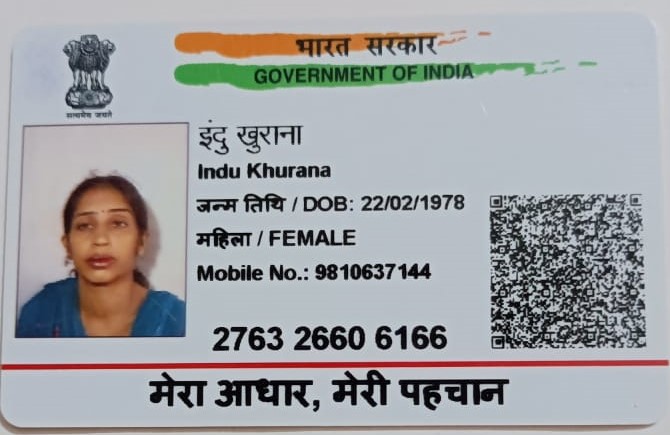 भारत सरकार
GOVERNMENT OF INDIA
सत्यमेव जयते
इंदु खुराना
Indu Khurana
जन्म तिथि / DOB: 22/02/1978
महिला / FEMALE
Mobile No.: 9810637144
2763 2660 6166
मेरा आधार, मेरी पहचान